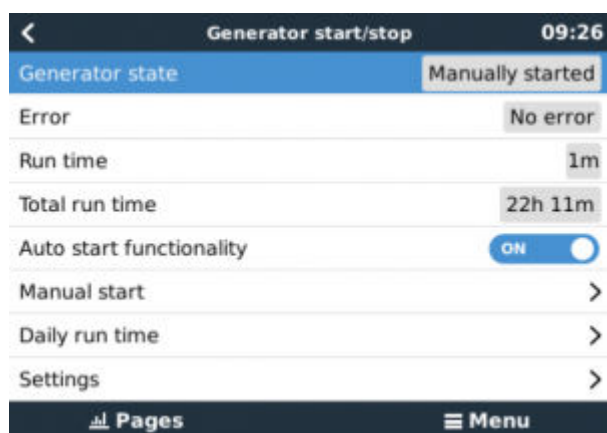 Generator start/stop 09:26
Generator state Manually started
Error No error
Run time 1m
Total run time 22h 11m
Auto start functionality ON
Manual start
Daily run time
Settings
Pages Menu